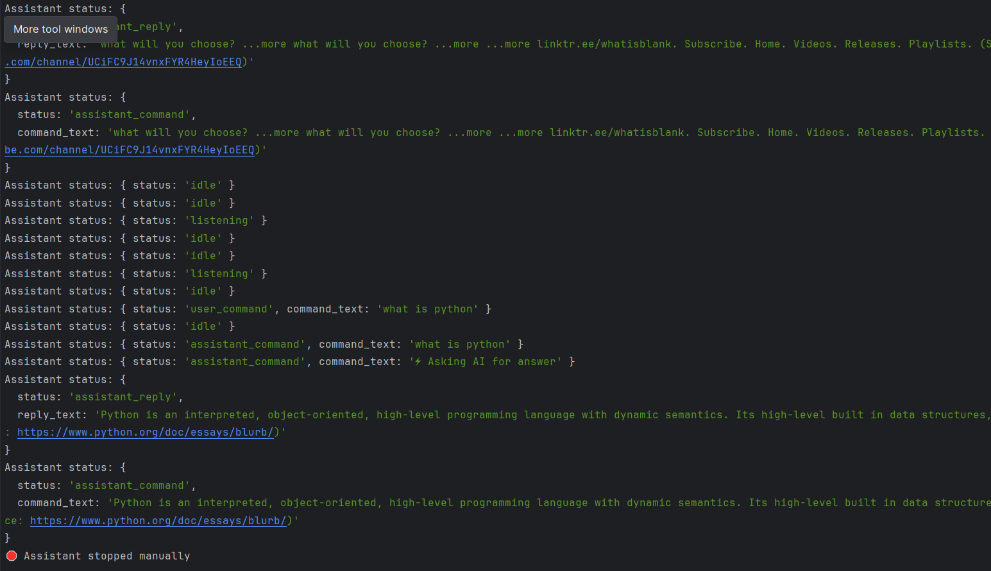 Assistant status: {
More tool windows
nt_reply',
reply_text: 'what will you choose? ...more what will you choose? ...more ...more linktr.ee/whatisblank. Subscribe. Home. Videos. Releases. Playlists. (S
.com/channel/UCiFC9J14vnxFYR4HeyIoEEQ)'
}
Assistant status: {
status: 'assistant_command',
command_text: 'what will you choose? ...more what will you choose? ...more ...more linktr.ee/whatisblank. Subscribe. Home. Videos. Releases. Playlists.
be.com/channel/UCiFC9J14vnxFYR4HeyIoEEQ)'
}
Assistant status: { status: 'idle' }
Assistant status: { status: 'idle' }
Assistant status: { status: 'listening' }
Assistant status: { status: 'idle' }
Assistant status: { status: 'idle' }
Assistant status: { status: 'listening' }
Assistant status: { status: 'idle' }
Assistant status: { status: 'user_command', command_text: 'what is python' }
Assistant status: { status: 'idle' }
Assistant status: { status: 'assistant_command', command_text: 'what is python' }
Assistant status: { status: 'assistant_command', command_text: '⚡ Asking AI for answer' }
Assistant status: {
status: 'assistant_reply',
reply_text: 'Python is an interpreted, object-oriented, high-level programming language with dynamic semantics. Its high-level built in data structures,
: https://www.python.org/doc/essays/blurb/)'
}
Assistant status: {
status: 'assistant_command',
command_text: 'Python is an interpreted, object-oriented, high-level programming language with dynamic semantics. Its high-level built in data structure
ce: https://www.python.org/doc/essays/blurb/)'
}
🔴 Assistant stopped manually